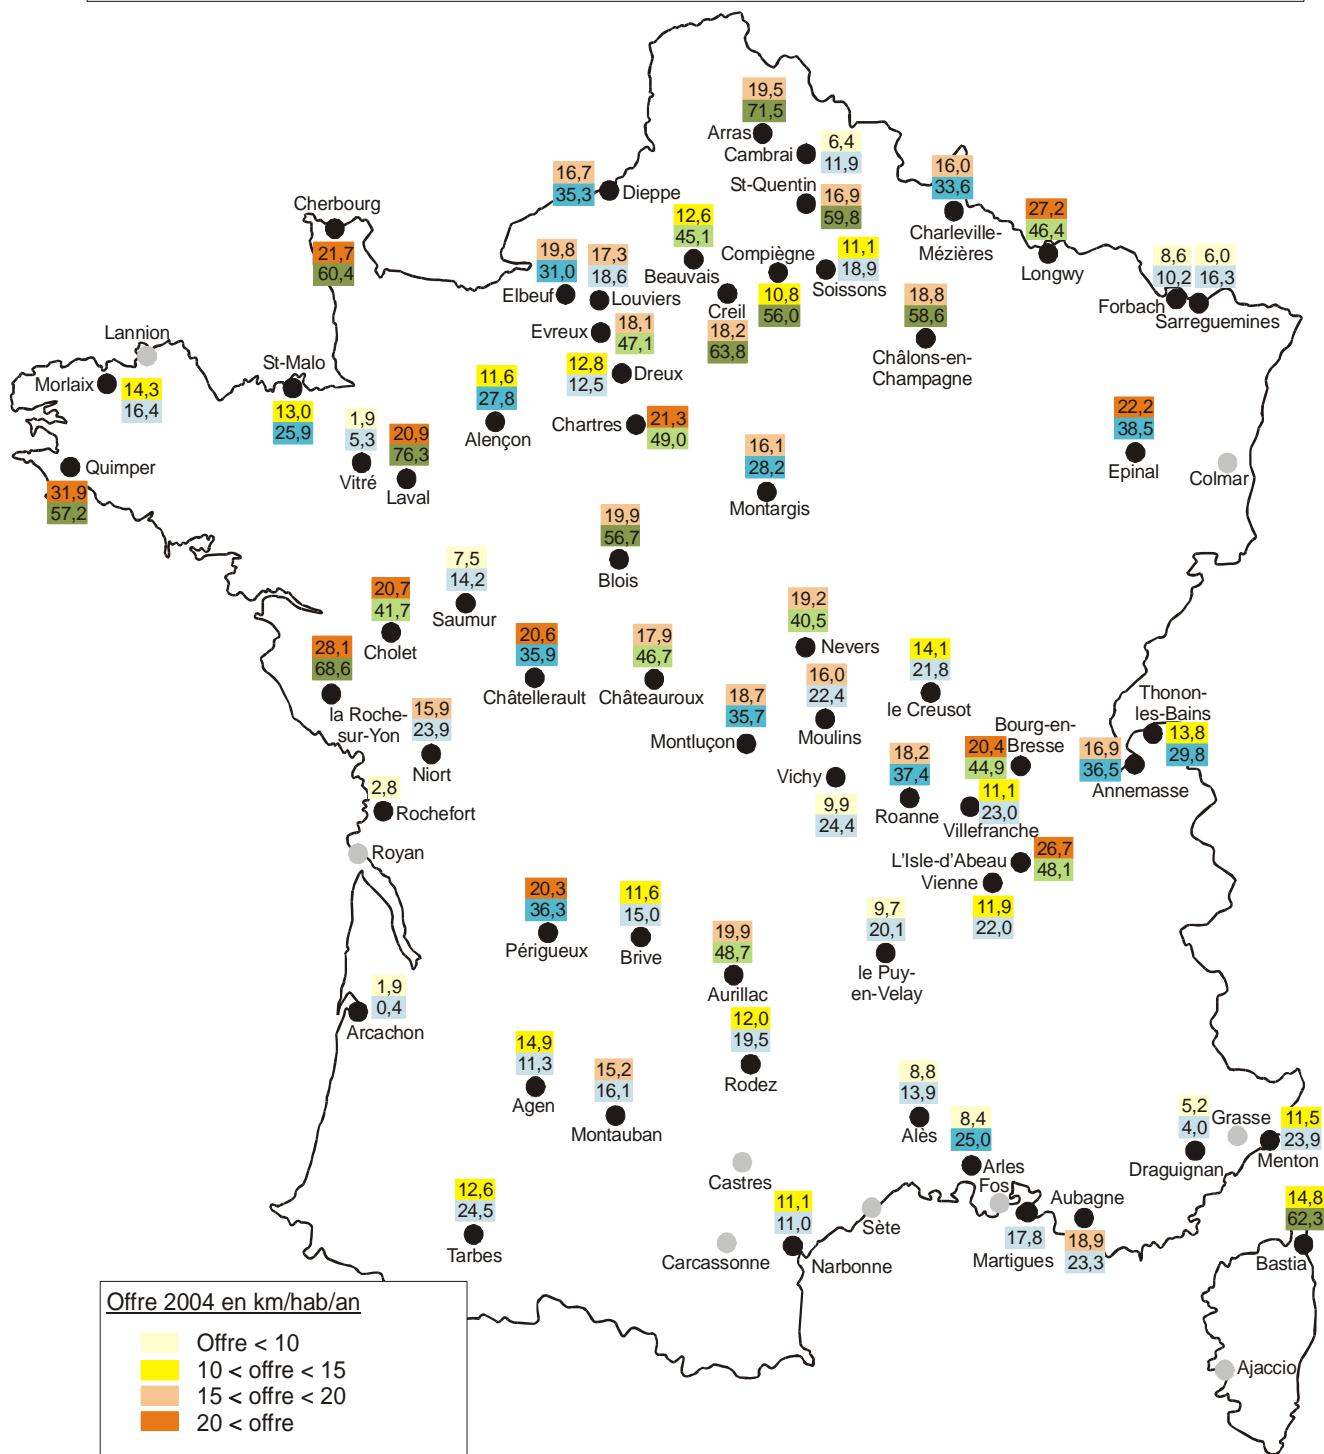 19,5
71,5
Arras
Cambrai
6,4
11,9
St-Quentin
16,9
59,8
16,7
35,3
Dieppe
16,0
33,6
Charleville-
Mézières
Cherbourg
21,7
60,4
12,6
45,1
Beauvais
27,2
46,4
Longwy
19,8
31,0
Elbeuf
17,3
18,6
Louviers
Compiègne
10,8
56,0
11,1
18,9
Soissons
8,6
10,2
Forbach
6,0
16,3
Sarreguemines
Creil
18,2
63,8
18,8
58,6
Châlons-en-
Champagne
Evreux
18,1
47,1
Lannion
Morlaix
14,3
16,4
St-Malo
13,0
25,9
12,8
12,5
Dreux
11,6
27,8
Alençon
Chartres
21,3
49,0
1,9
5,3
Vitré
20,9
76,3
Laval
22,2
38,5
Epinal
Colmar
16,1
28,2
Montargis
Quimper
31,9
57,2
19,9
56,7
Blois
7,5
14,2
Saumur
20,7
41,7
Cholet
19,2
40,5
Nevers
20,6
35,9
Châtellerault
17,9
46,7
Châteauroux
28,1
68,6
la Roche-
sur-Yon
14,1
21,8
le Creusot
16,0
22,4
Moulins
15,9
23,9
Niort
18,7
35,7
Montluçon
Thonon-
les-Bains
13,8
29,8
Bourg-en-
Bresse
20,4
44,9
16,9
36,5
Annemasse
Vichy
9,9
24,4
18,2
37,4
Roanne
11,1
23,0
Villefranche
2,8
Rochefort
Royan
L'Isle-d'Abeau
26,7
48,1
Vienne
11,9
22,0
20,3
36,3
Périgueux
11,6
15,0
Brive
19,9
48,7
Aurillac
9,7
20,1
le Puy-
en-Velay
1,9
0,4
Arcachon
12,0
19,5
Rodez
14,9
11,3
Agen
15,2
16,1
Montauban
8,8
13,9
Alès
8,4
25,0
Arles
Fos
5,2
4,0
Draguignan
Grasse
11,5
23,9
Menton
Castres
12,6
24,5
Tarbes
11,1
11,0
Narbonne
Carcassonne
Sète
17,8
Martigues
Aubagne
18,9
23,3
14,8
62,3
Bastia
Ajaccio
Offre 2004 en km/hab/an
Offre < 10
10 < offre < 15
15 < offre < 20
20 < offre